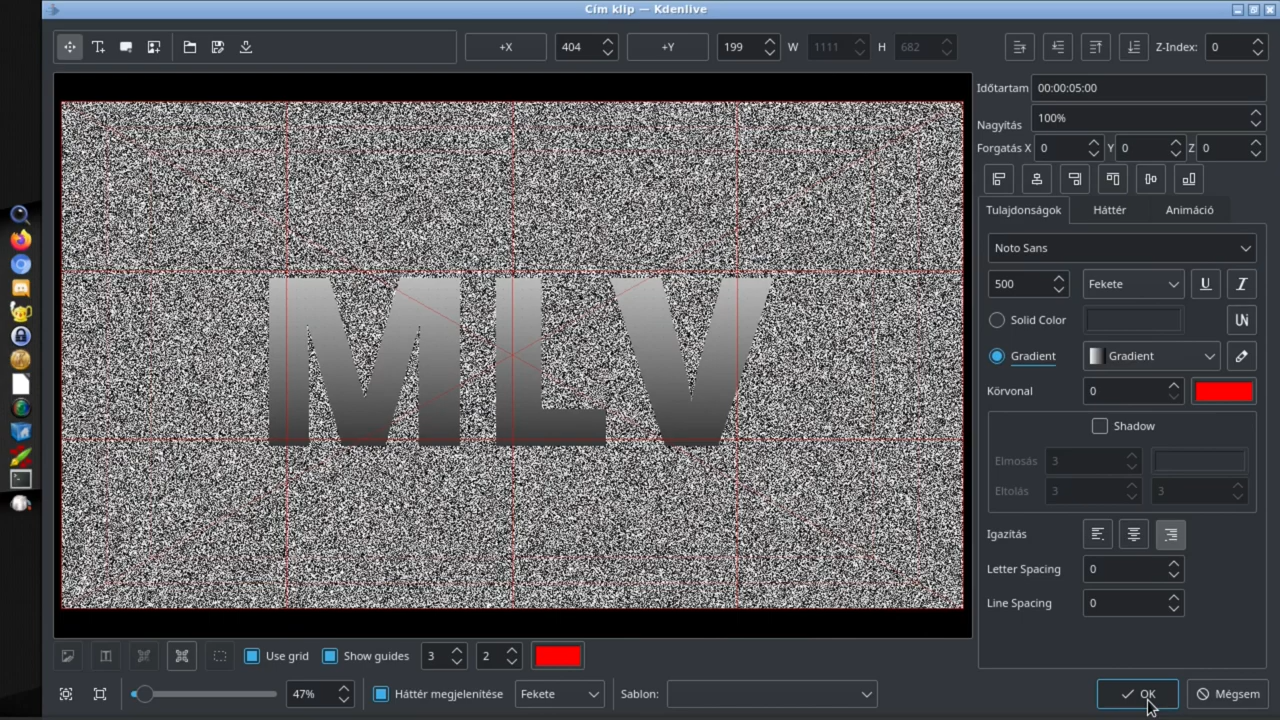 Cím klip — Kdenlive
+X 404 +Y 199 W 1111 H 682 Z-Index: 0
Időtartam 00:00:05:00
Nagyítás 100%
Forgatás X 0 Y 0 Z 0
Tulajdonságok Háttér Animáció
Noto Sans
500 Fekete U I
Solid Color
Gradient Gradient
Körvonal 0
Shadow
Elmosás 3
Eltolás 3 3
Igazítás
Letter Spacing 0
Line Spacing 0
MLV
Use grid Show guides 3 2
47% Háttér megjelenítése Fekete Sablon: OK Mégsem